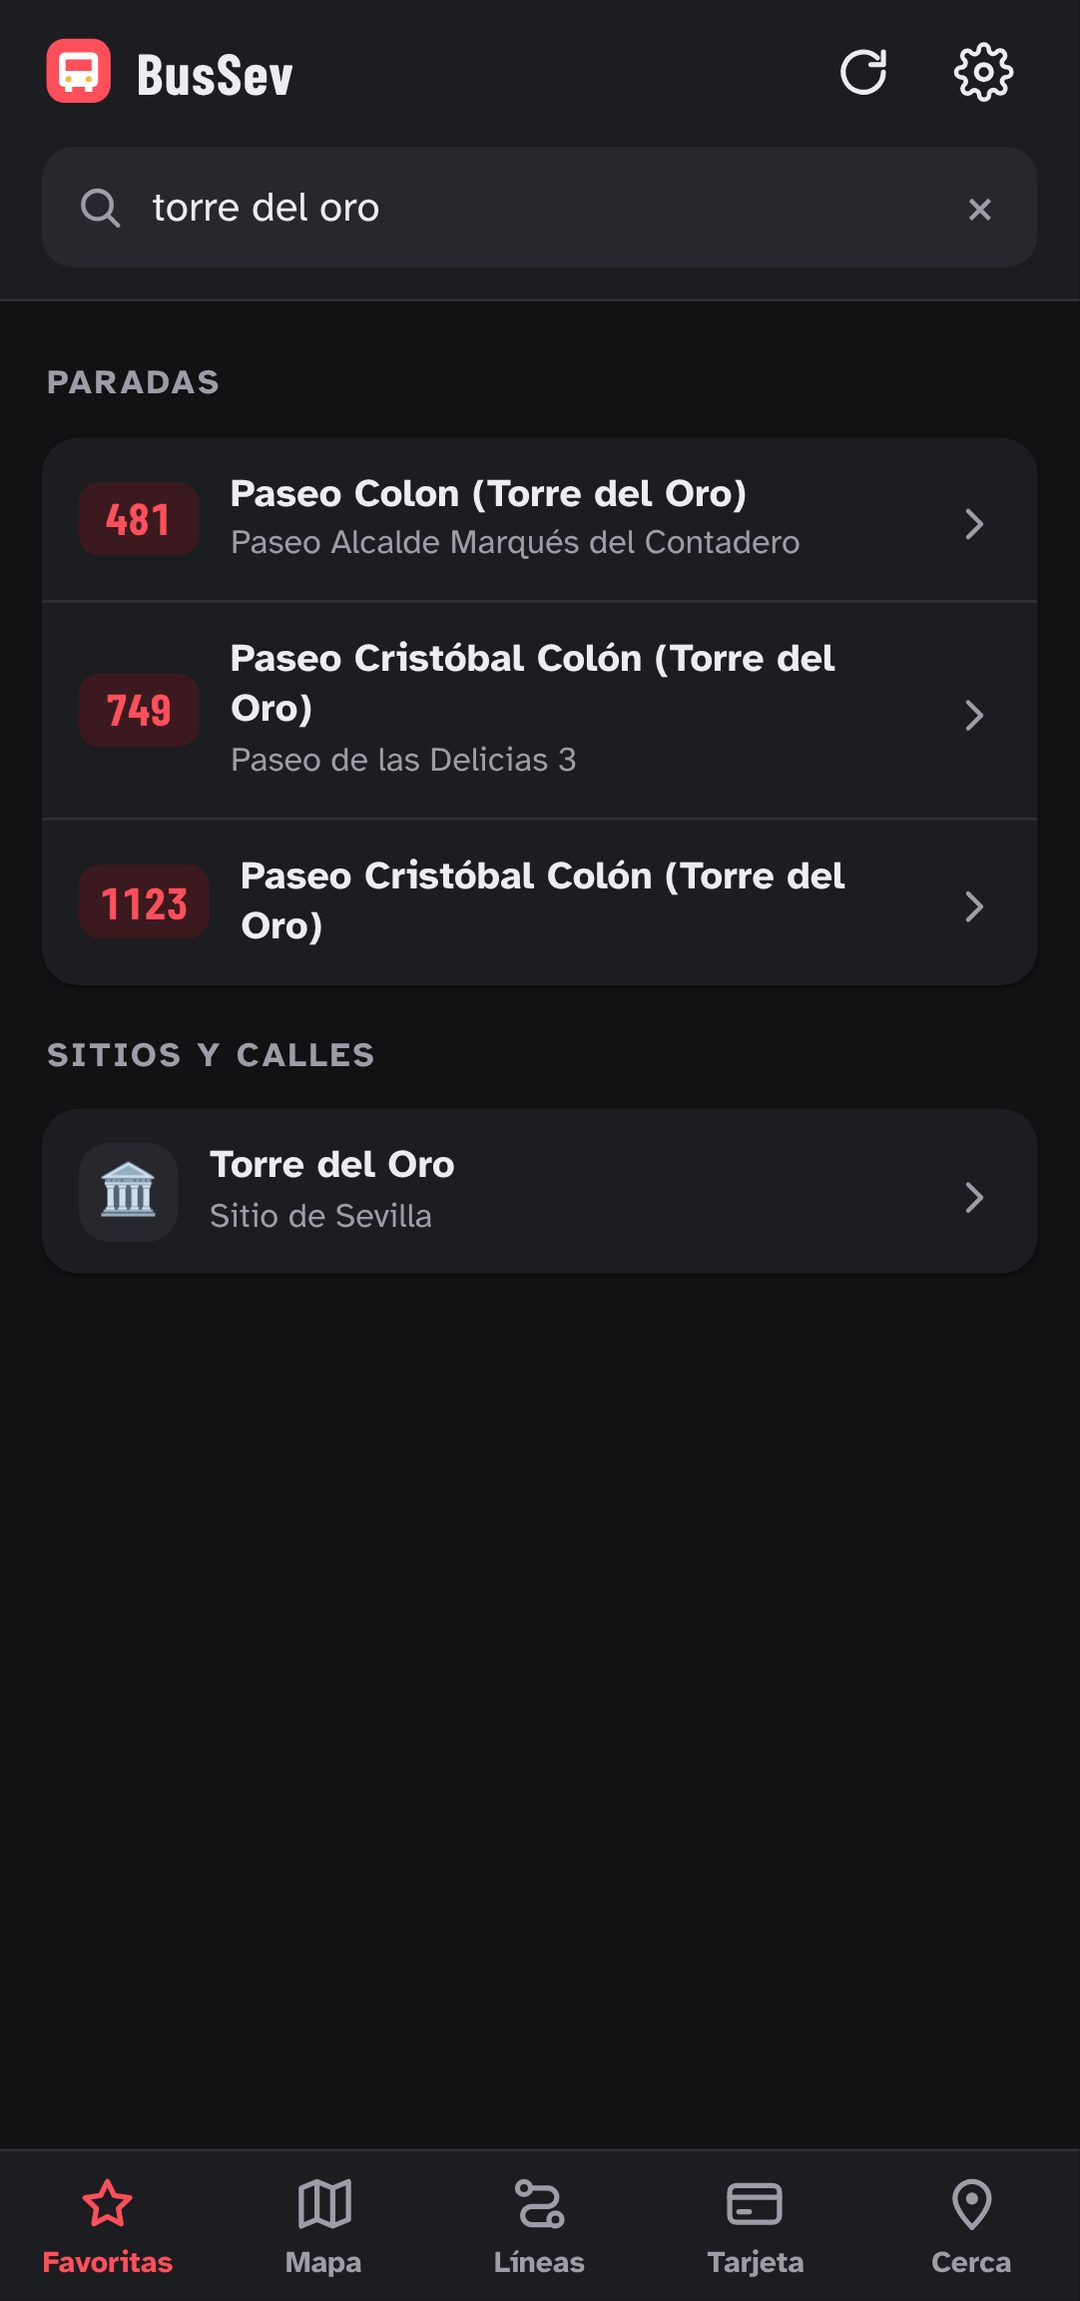 BusSev
torre del oro
PARADAS
481
Paseo Colon (Torre del Oro)
Paseo Alcalde Marqués del Contadero
749
Paseo Cristóbal Colón (Torre del
Oro)
Paseo de las Delicias 3
1123
Paseo Cristóbal Colón (Torre del
Oro)
SITIOS Y CALLES
Torre del Oro
Sitio de Sevilla
Favoritas
Mapa
Líneas
Tarjeta
Cerca